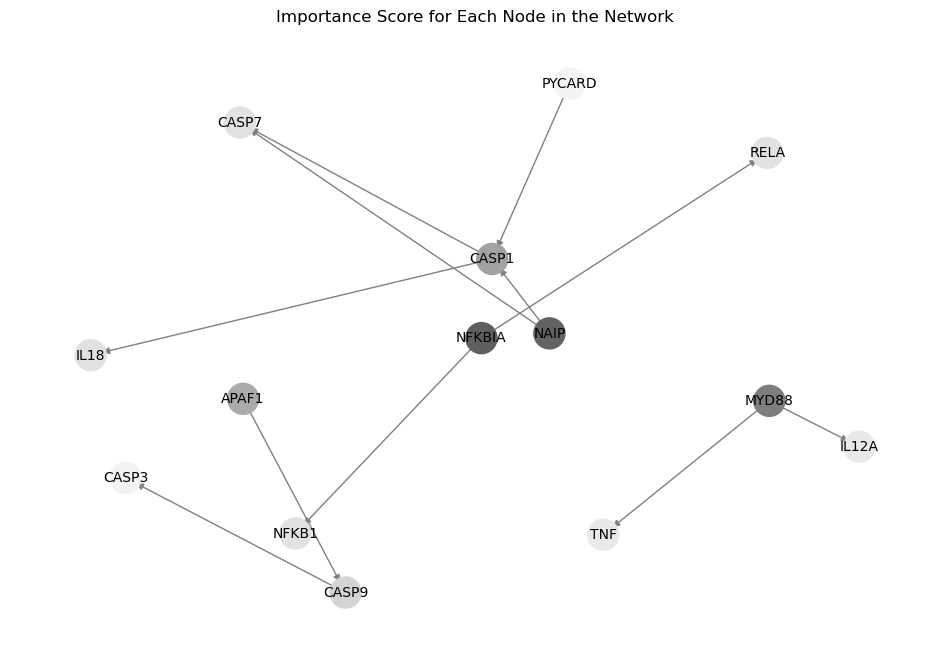 Importance Score for Each Node in the Network
PYCARD
CASP7
RELA
CASP1
NFKBIA
NAIP
IL18
APAF1
MYD88
IL12A
CASP3
NFKB1
TNF
CASP9